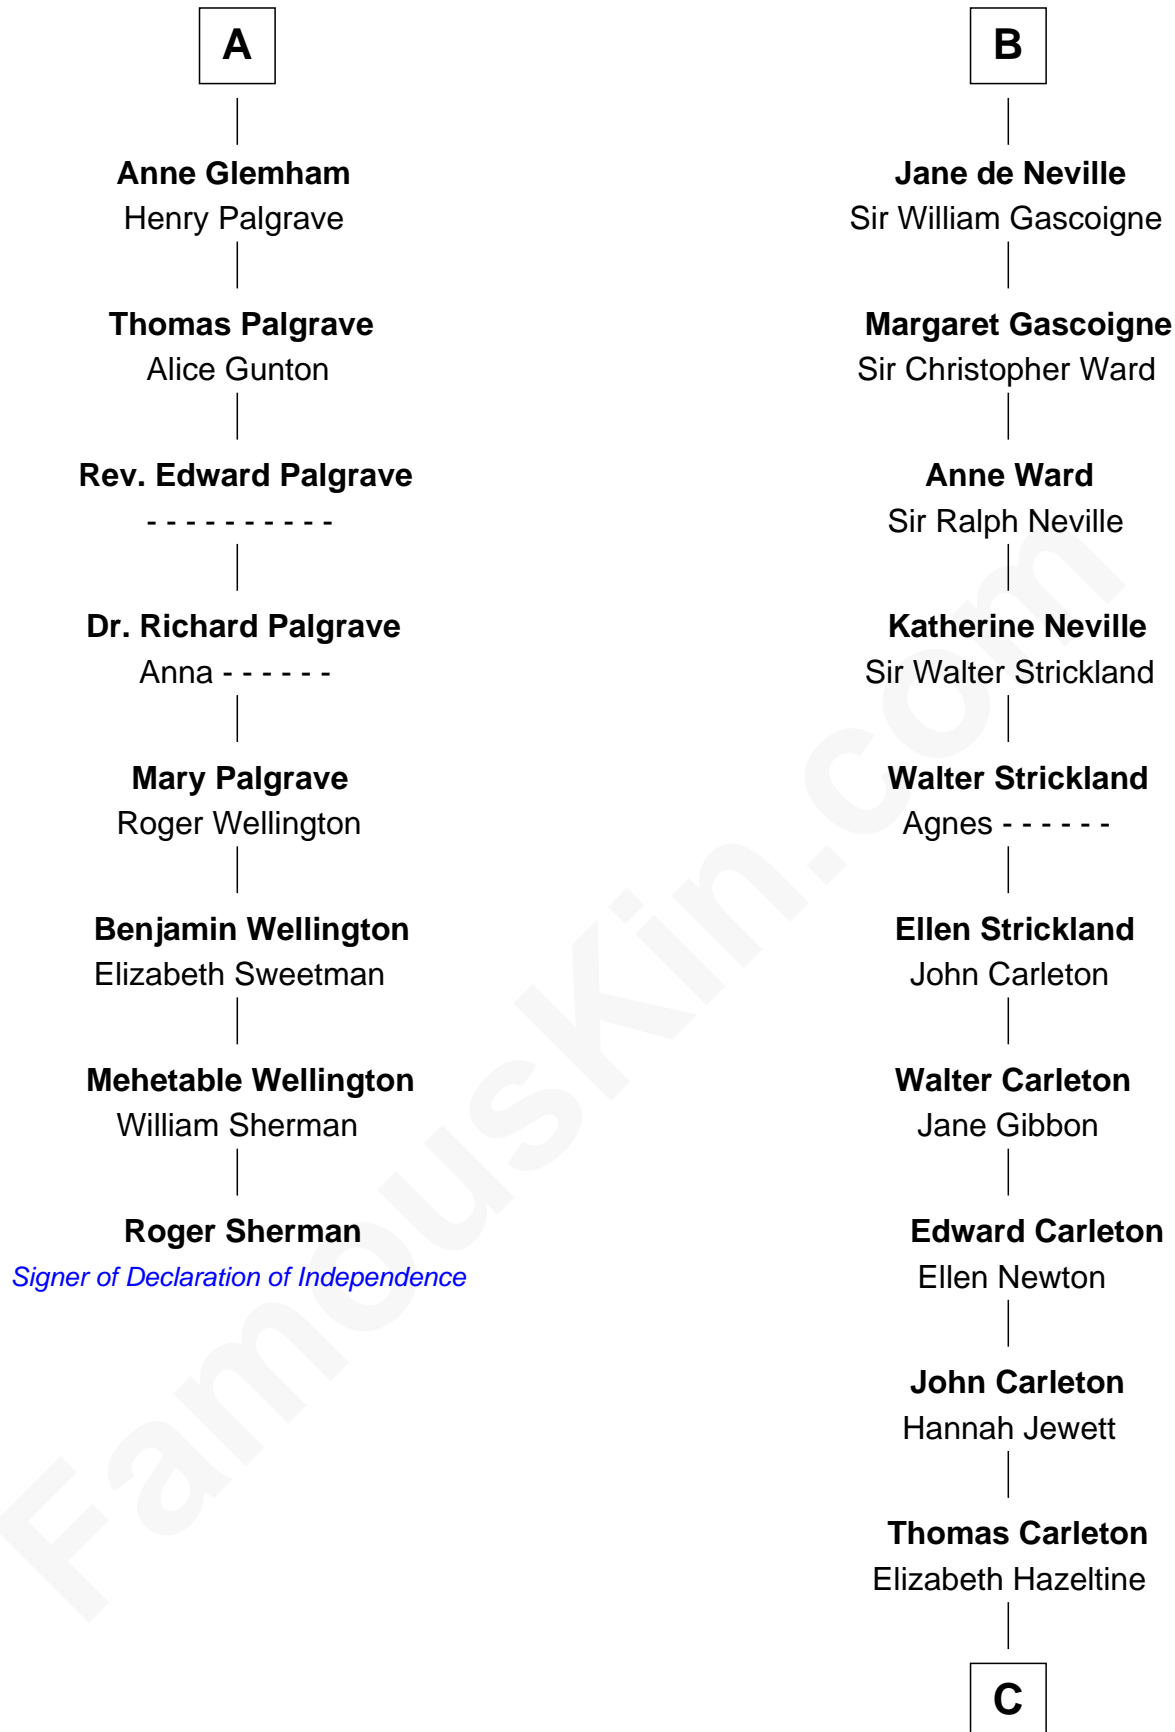 A
Anne Glemham
Henry Palgrave
Thomas Palgrave
Alice Gunton
Rev. Edward Palgrave
- - - - - - - - - -
Dr. Richard Palgrave
Anna - - - - - -
Mary Palgrave
Roger Wellington
Benjamin Wellington
Elizabeth Sweetman
Mehetable Wellington
William Sherman
Roger Sherman
Signer of Declaration of Independence
B
Jane de Neville
Sir William Gascoigne
Margaret Gascoigne
Sir Christopher Ward
Anne Ward
Sir Ralph Neville
Katherine Neville
Sir Walter Strickland
Walter Strickland
Agnes - - - - - -
Ellen Strickland
John Carleton
Walter Carleton
Jane Gibbon
Edward Carleton
Ellen Newton
John Carleton
Hannah Jewett
Thomas Carleton
Elizabeth Hazeltine
C
FamousKin.com